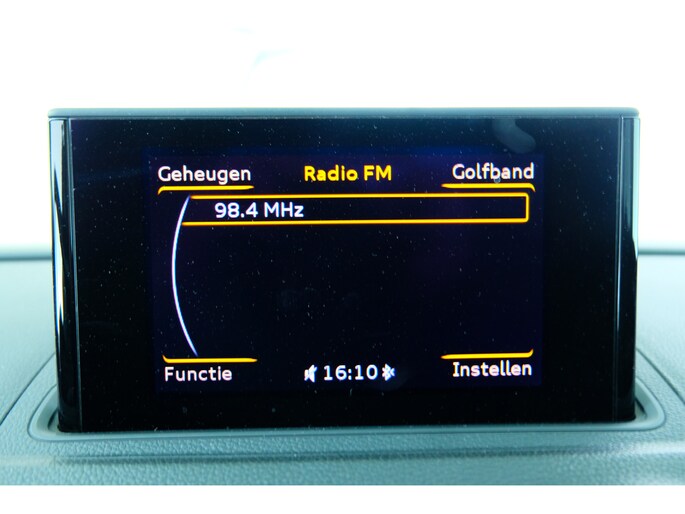 Geheugen Radio FM Golfband
98.4 MHz
Functie 16:10 Instellen